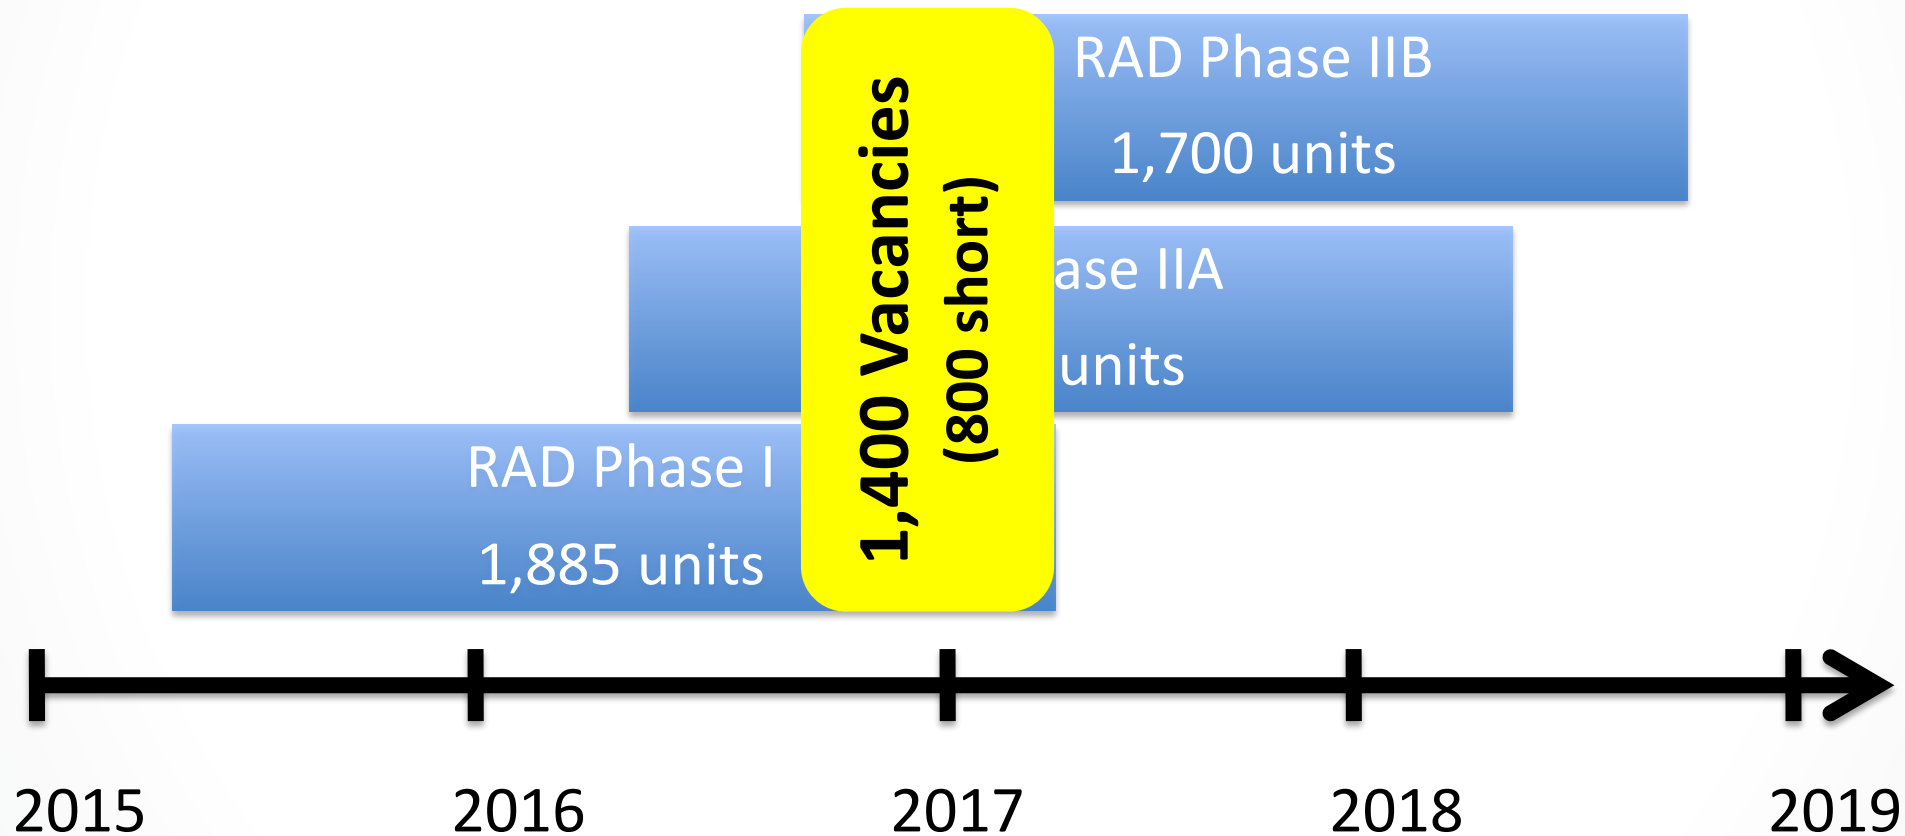 RAD Phase IIB
1,700 units
ase IIA
units
RAD Phase I
1,885 units
1,400 Vacancies
(800 short)
2015
2016
2017
2018
2019